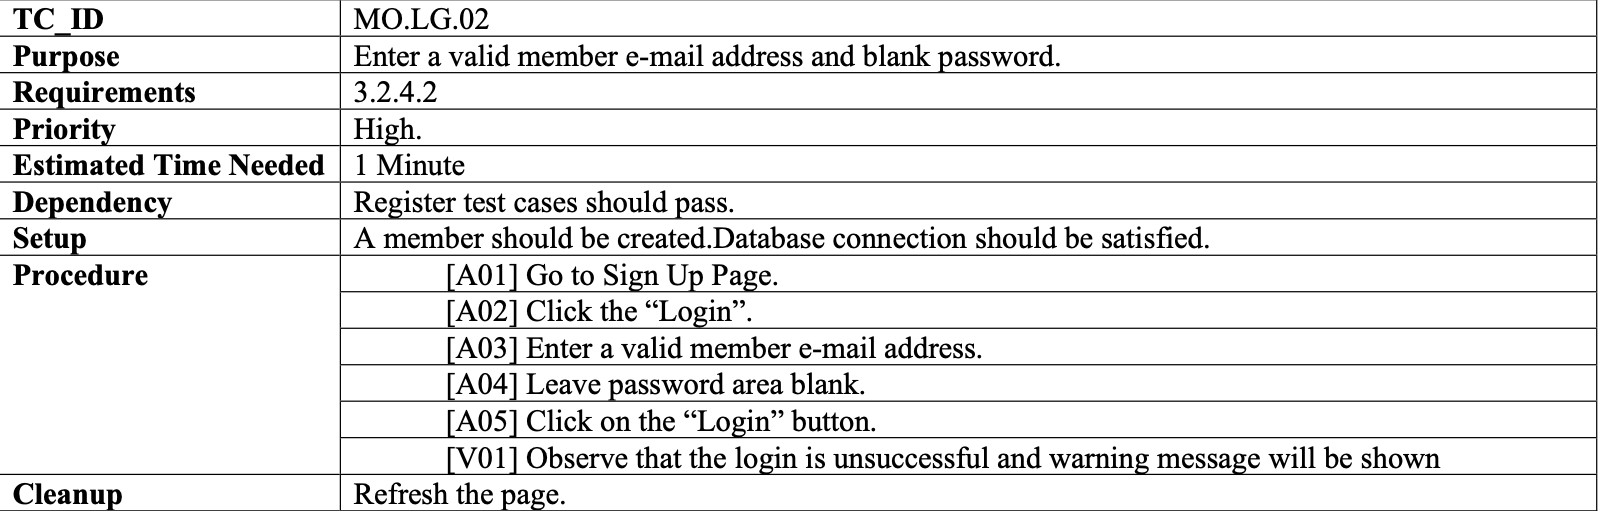 TC_ID MO.LG.02
Purpose Enter a valid member e-mail address and blank password.
Requirements 3.2.4.2
Priority High.
Estimated Time Needed 1 Minute
Dependency Register test cases should pass.
Setup A member should be created.Database connection should be satisfied.
Procedure [A01] Go to Sign Up Page.
[A02] Click the “Login”.
[A03] Enter a valid member e-mail address.
[A04] Leave password area blank.
[A05] Click on the “Login” button.
[V01] Observe that the login is unsuccessful and warning message will be shown
Cleanup Refresh the page.